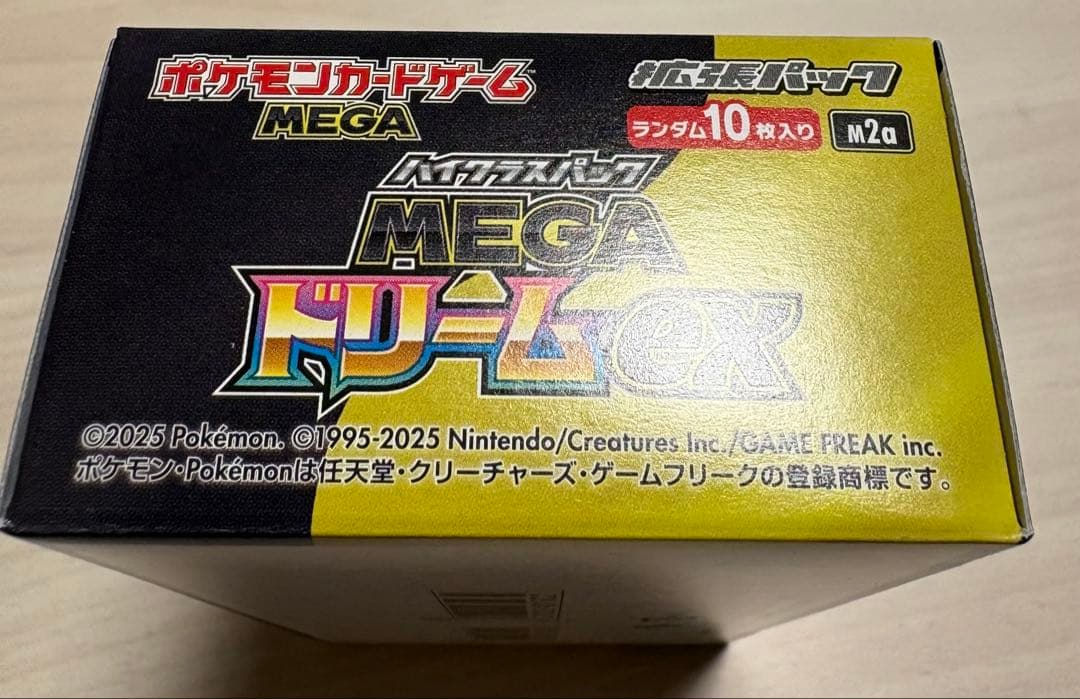 ポケモンカードゲーム™
MEGA
拡張パック
ランダム10枚入り
M2a
ハイクラスパック
MEGA
ドリームex
©2025 Pokémon. ©1995-2025 Nintendo/Creatures Inc./GAME FREAK inc.
ポケモン・Pokémonは任天堂・クリーチャーズ・ゲームフリークの登録商標です。